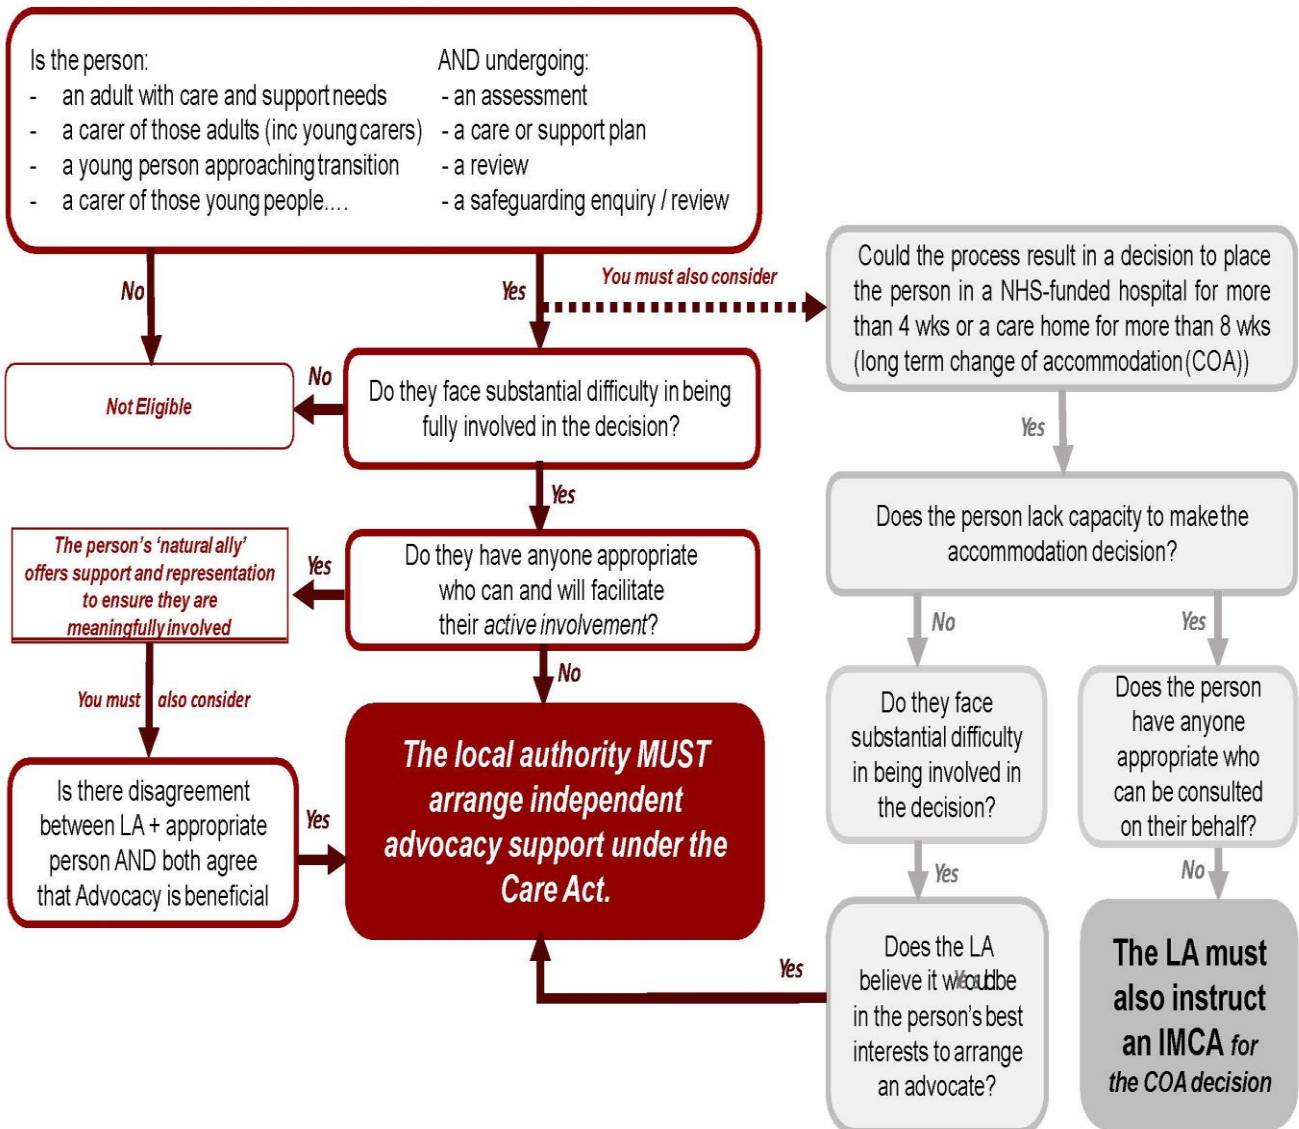 Is the person:
- an adult with care and support needs
- a carer of those adults (inc young carers)
- a young person approaching transition
- a carer of those young people....
AND undergoing:
- an assessment
- a care or support plan
- a review
- a safeguarding enquiry / review
No
Yes
You must also consider
Could the process result in a decision to place
the person in a NHS-funded hospital for more
than 4 wks or a care home for more than 8 wks
(long term change of accommodation (COA))
Not Eligible
No
Do they face substantial difficulty in being
fully involved in the decision?
Yes
Yes
Does the person lack capacity to make the
accommodation decision?
The person's 'natural ally'
offers support and representation
to ensure they are
meaningfully involved
Yes
Do they have anyone appropriate
who can and will facilitate
their active involvement?
No
No
Yes
You must also consider
Is there disagreement
between LA + appropriate
person AND both agree
that Advocacy is beneficial
Yes
The local authority MUST
arrange independent
advocacy support under the
Care Act.
Do they face
substantial difficulty
in being involved in
the decision?
Does the person
have anyone
appropriate who
can be consulted
on their behalf?
Yes
No
Yes
Does the LA
believe it would be
in the person's best
interests to arrange
an advocate?
Yes
The LA must
also instruct
an IMCA for
the COA decision